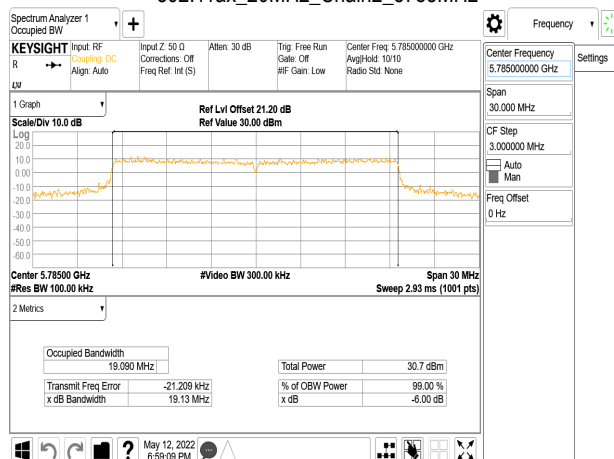 Spectrum Analyzer 1
Occupied BW
Frequency
KEYSIGHT
R
Input: RF
Coupling: DC
Align: Auto
Input Z: 50 Ω
Corrections: Off
Freq Ref: Int (S)
Atten: 30 dB
Trig: Free Run
Gate: Off
#IF Gain: Low
Center Freq: 5.785000000 GHz
Avg|Hold: 10/10
Radio Std: None
Center Frequency
5.785000000 GHz
Settings
Span
30.000 MHz
CF Step
3.000000 MHz
Auto
Man
Freq Offset
0 Hz
1 Graph
Scale/Div 10.0 dB
Ref Lvl Offset 21.20 dB
Ref Value 30.00 dBm
Log
20.0
10.0
0.00
-10.0
-20.0
-30.0
-40.0
-50.0
-60.0
Center 5.78500 GHz
#Video BW 300.00 kHz
Span 30 MHz
#Res BW 100.00 kHz
Sweep 2.93 ms (1001 pts)
2 Metrics
Occupied Bandwidth
19.090 MHz
Total Power 30.7 dBm
Transmit Freq Error -21.209 kHz
% of OBW Power 99.00 %
x dB Bandwidth 19.13 MHz
x dB -6.00 dB
May 12, 2022
6:59:09 PM